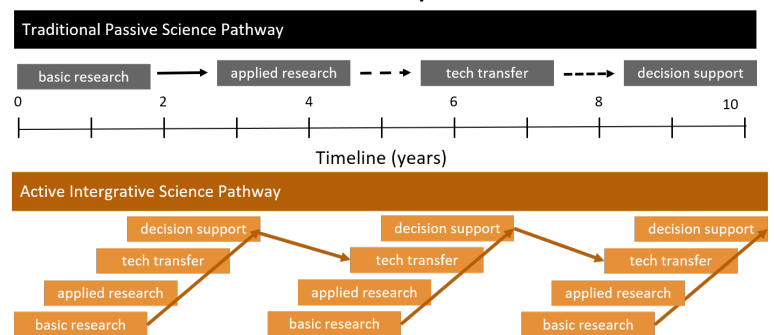 Traditional Passive Science Pathway
basic research applied research tech transfer decision support
0 2 4 6 8 10
Timeline (years)
Active Intergrative Science Pathway
decision support decision support decision support
tech transfer tech transfer tech transfer
applied research applied research applied research
basic research basic research basic research